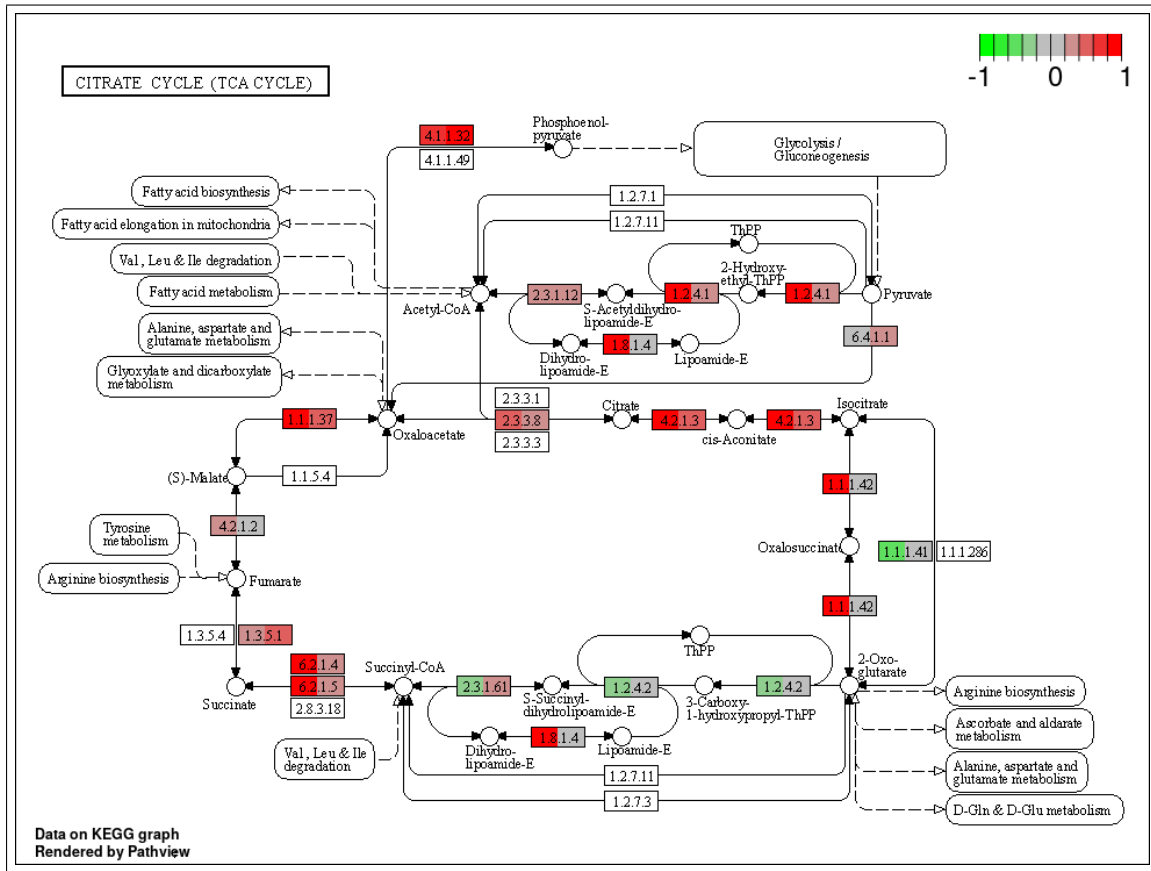 -1
0
1
CITRATE CYCLE (TCA CYCLE)
Phosphoenol-
pyruvate
4.1.1.32
4.1.1.49
Glycolysis /
Gluconeogenesis
Fatty acid biosynthesis
Fatty acid elongation in mitochondria
Val, Leu & Ile degradation
Fatty acid metabolism
1.2.7.1
1.2.7.11
ThPP
2-Hydroxy-
ethyl-ThPP
2.3.1.12
1.2.4.1
1.2.4.1
Acetyl-CoA
S-Acetyldihydro-
lipoamide-E
Pyruvate
Alanine, aspartate and
glutamate metabolism
1.8.1.4
6.4.1.1
Dihydro-
lipoamide-E
Lipoamide-E
Glyoxylate and dicarboxylate
metabolism
2.3.3.1
2.3.3.8
2.3.3.3
1.1.1.37
Oxaloacetate
Citrate
4.2.1.3
cis-Aconitate
4.2.1.3
Isocitrate
(S)-Malate
1.1.5.4
1.1.1.42
4.2.1.2
Tyrosine
metabolism
Oxalosuccinate
1.1.1.41
1.1.1.286
Arginine biosynthesis
Fumarate
1.1.1.42
1.3.5.4
1.3.5.1
ThPP
6.2.1.4
6.2.1.5
2.8.3.18
Succinate
Succinyl-CoA
2.3.1.61
S-Succinyl-
dihydrolipoamide-E
1.2.4.2
3-Carboxy-
1-hydroxypropyl-ThPP
1.2.4.2
2-Oxo-
glutarate
Arginine biosynthesis
Ascorbate and aldarate
metabolism
Val, Leu & Ile
degradation
Dihydro-
lipoamide-E
1.8.1.4
Lipoamide-E
Alanine, aspartate and
glutamate metabolism
1.2.7.11
1.2.7.3
D-Gln & D-Glu metabolism
Data on KEGG graph
Rendered by Pathview